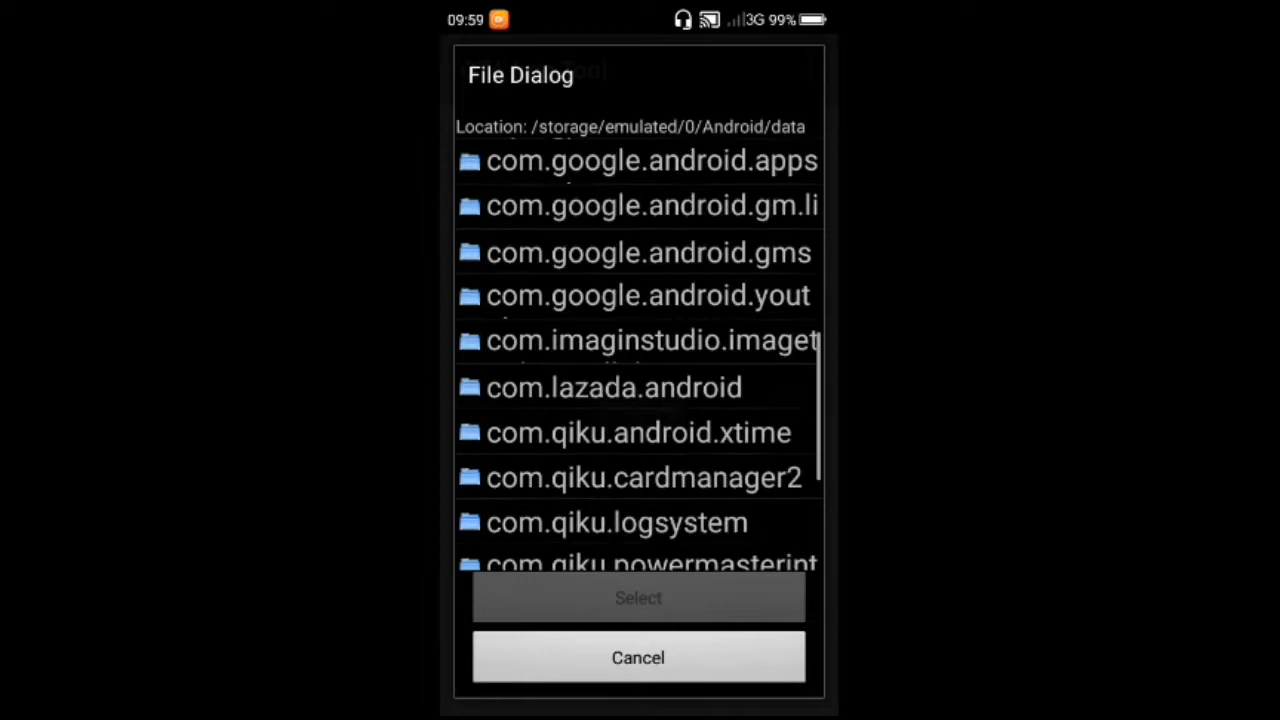 09:59
3G 99%
File Dialog
Location: /storage/emulated/0/Android/data
com.google.android.apps
com.google.android.gm.li
com.google.android.gms
com.google.android.yout
com.imaginstudio.imaget
com.lazada.android
com.qiku.android.xtime
com.qiku.cardmanager2
com.qiku.logsystem
com.qiku.powermasterint
Select
Cancel